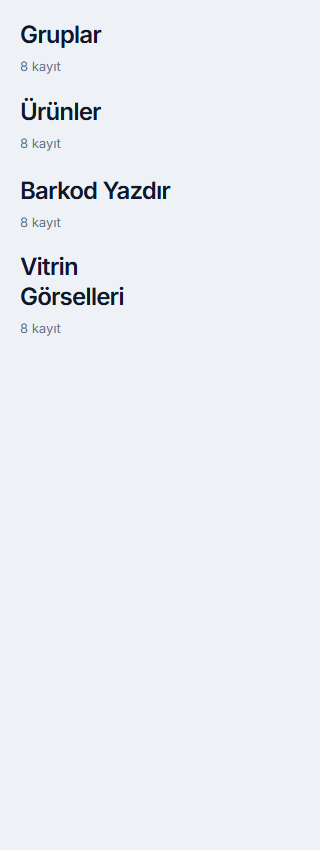 Gruplar
8 kayıt
Ürünler
8 kayıt
Barkod Yazdır
8 kayıt
Vitrin
Görselleri
8 kayıt